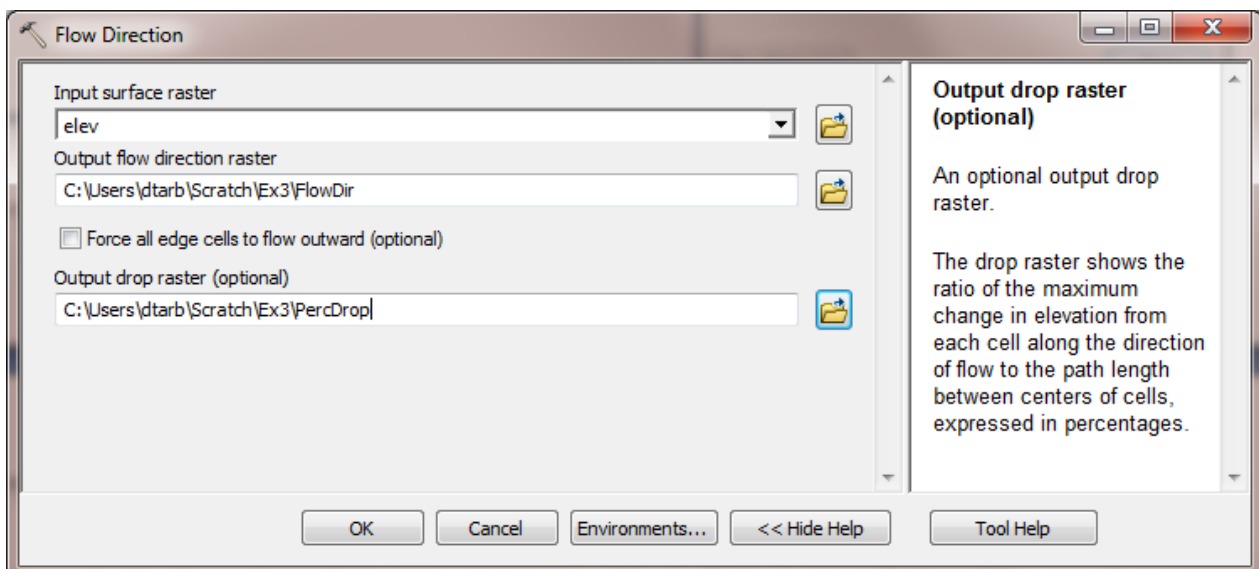 Flow Direction
Input surface raster
elev
Output flow direction raster
C:\Users\dtarb\Scratch\Ex3\FlowDir
Force all edge cells to flow outward (optional)
Output drop raster (optional)
C:\Users\dtarb\Scratch\Ex3\PercDrop
Output drop raster
(optional)
An optional output drop
raster.
The drop raster shows the
ratio of the maximum
change in elevation from
each cell along the direction
of flow to the path length
between centers of cells,
expressed in percentages.
OK Cancel Environments... << Hide Help Tool Help